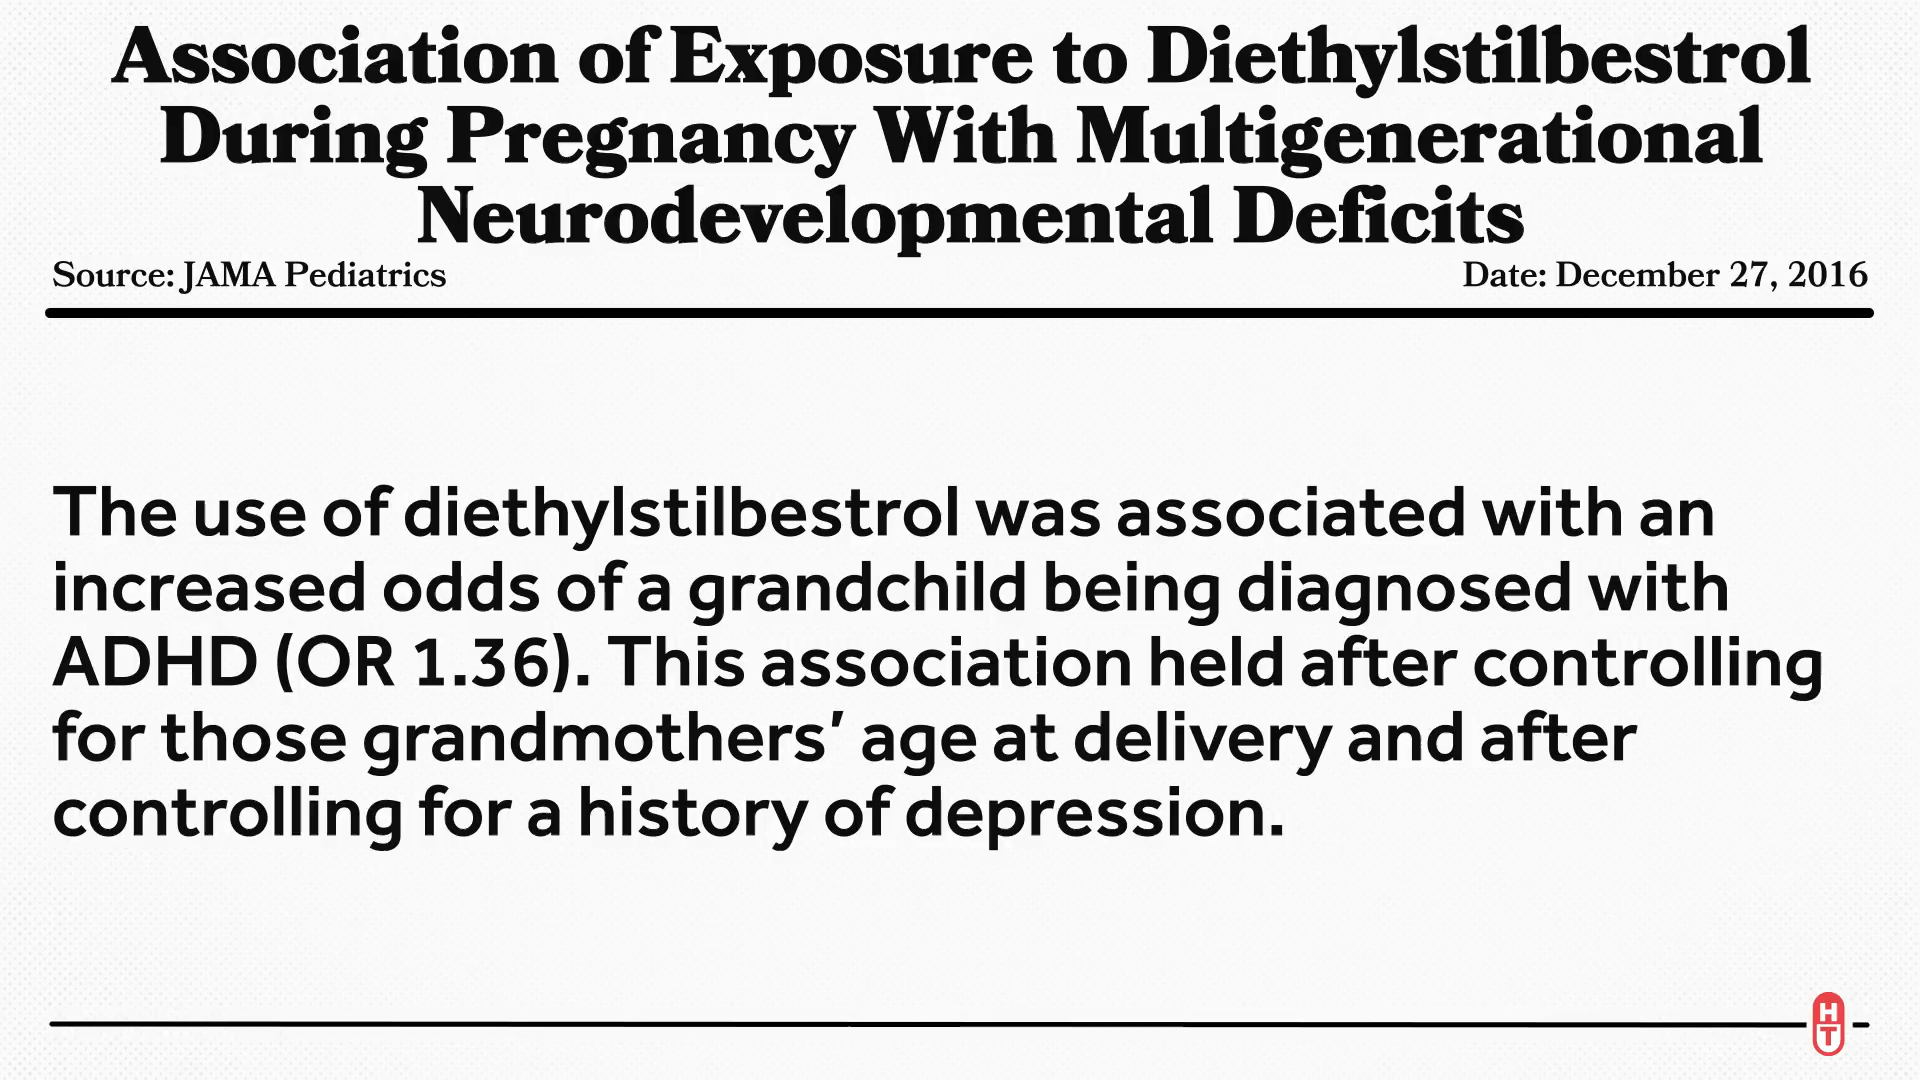 Association of Exposure to Diethylstilbestrol
During Pregnancy With Multigenerational
Neurodevelopmental Deficits
Source: JAMA Pediatrics
Date: December 27, 2016
The use of diethylstilbestrol was associated with an
increased odds of a grandchild being diagnosed with
ADHD (OR 1.36). This association held after controlling
for those grandmothers’ age at delivery and after
controlling for a history of depression.
H
T